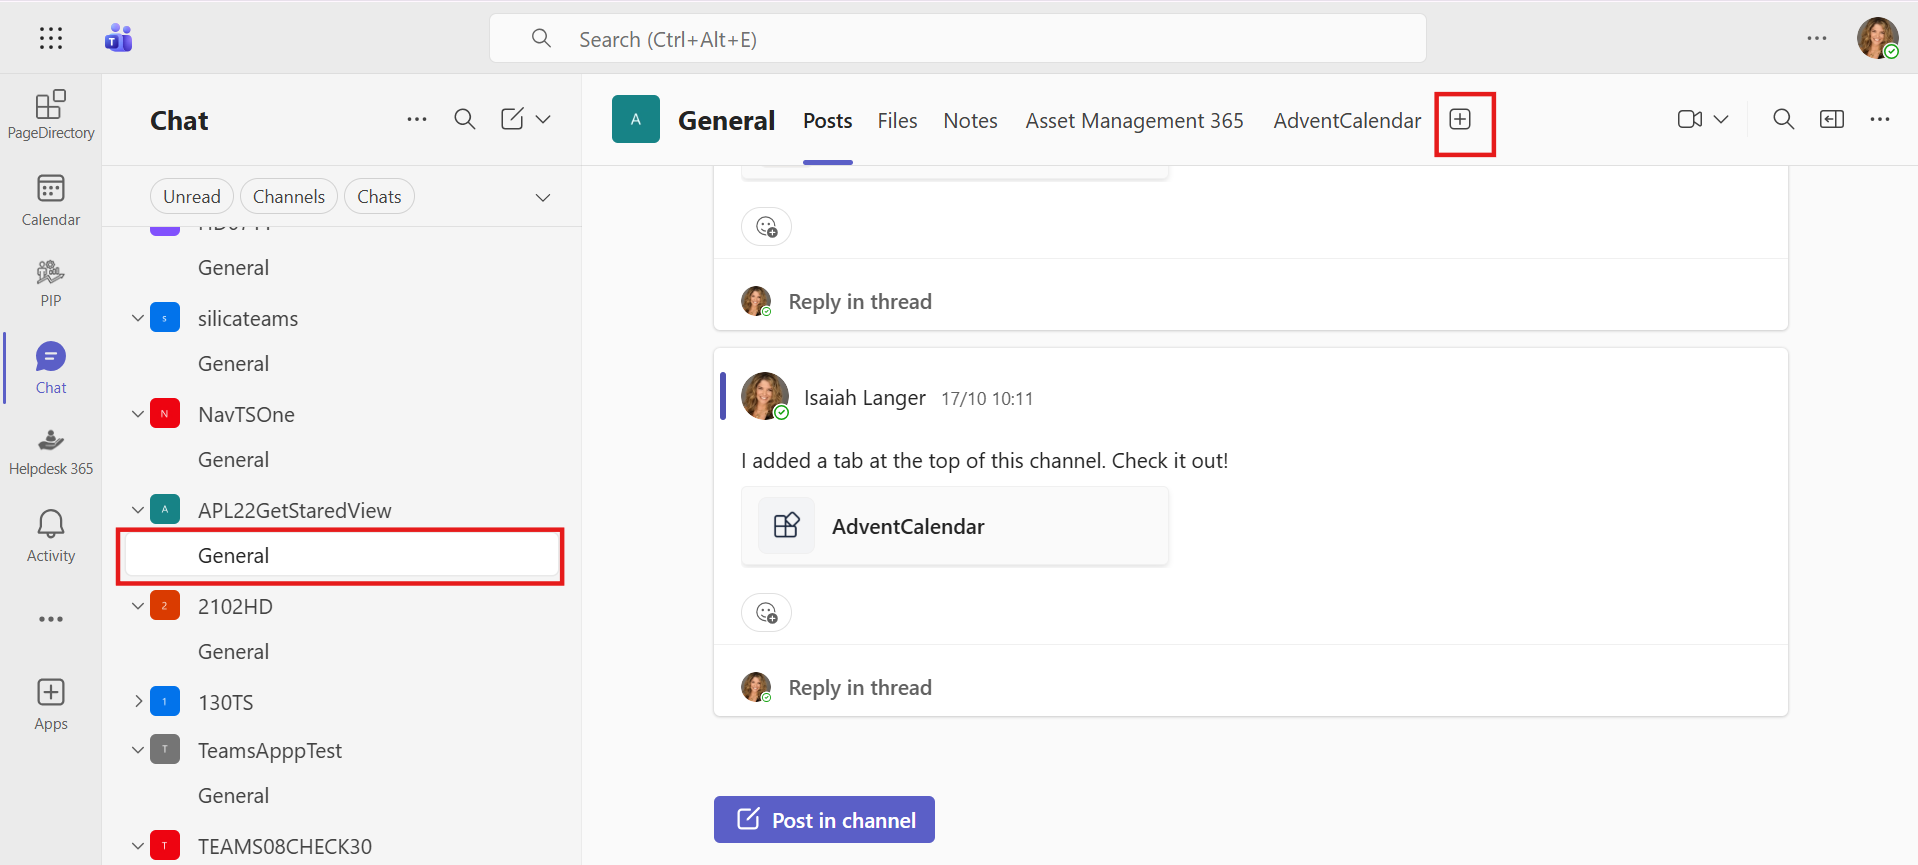 Search (Ctrl+Alt+E)
PageDirectory
Calendar
PIP
Chat
Helpdesk 365
Activity
Apps
Chat
Unread
Channels
Chats
General
S
silicateams
General
N
NavTSOne
General
A
APL22GetStaredView
General
2
2102HD
General
1
130TS
T
TeamsApppTest
General
T
TEAMS08CHECK30
A
General
Posts
Files
Notes
Asset Management 365
AdventCalendar
Reply in thread
Isaiah Langer 17/10 10:11
I added a tab at the top of this channel. Check it out!
AdventCalendar
Reply in thread
Post in channel